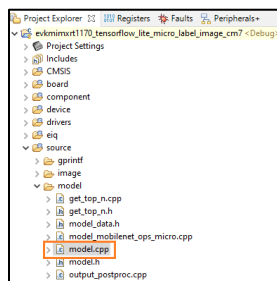 Project Explorer Registers Faults Peripherals+
evkmimxrt1170_tensorflow_lite_micro_label_image_cm7 <Debug>
Project Settings
Includes
CMSIS
board
component
device
drivers
eiq
source
gprintf
image
model
get_top_n.cpp
get_top_n.h
model_data.h
model_mobilenet_ops_micro.cpp
model.cpp
model.h
output_postproc.cpp